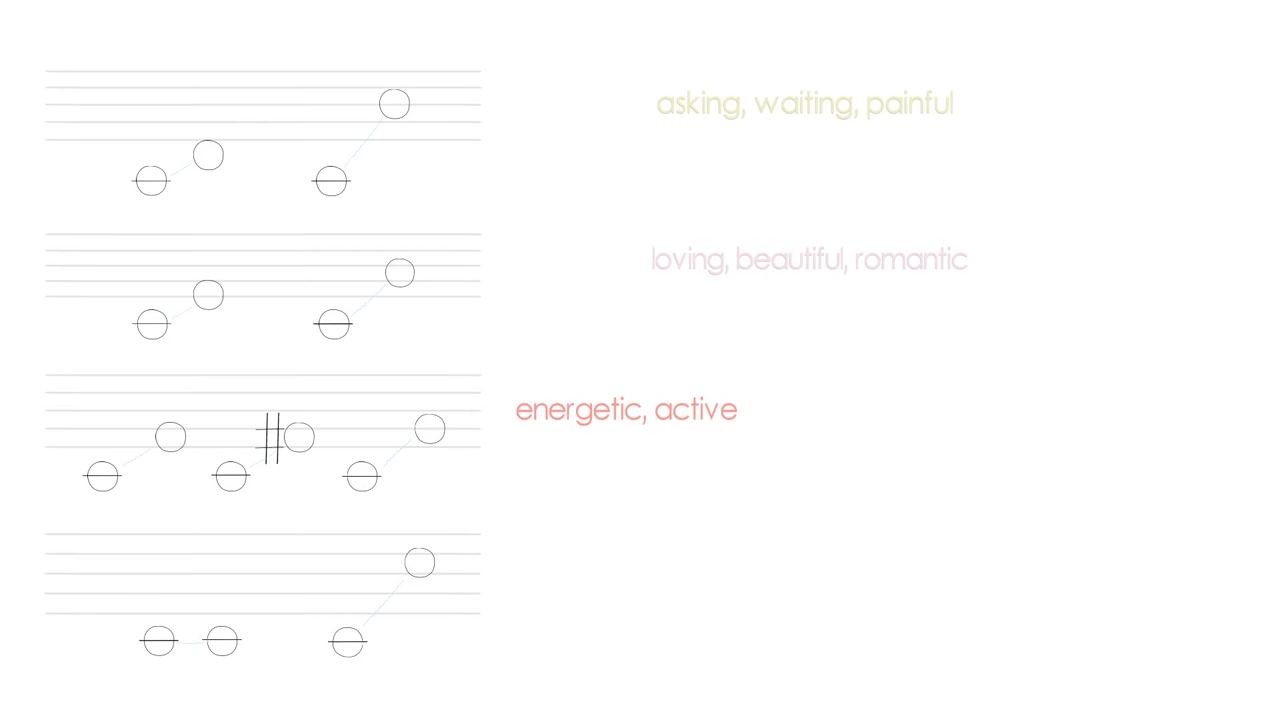 asking, waiting, painful
loving, beautiful, romantic
energetic, active